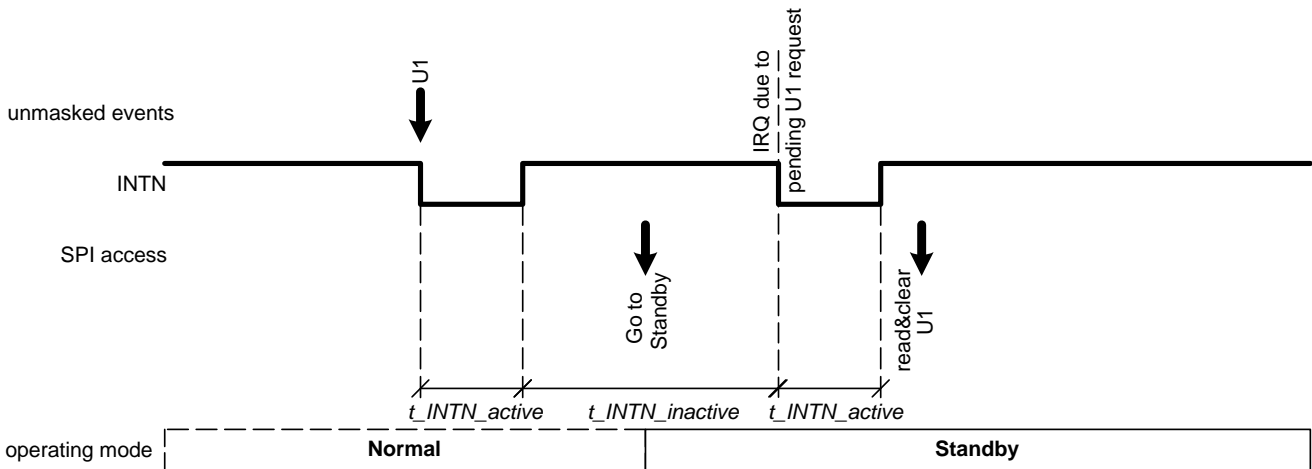 U1
IRQ due to
pending U1 request
unmasked events
INTN
SPI access
Go to
Standby
read&clear
U1
t_INTN_active
t_INTN_inactive
t_INTN_active
operating mode
Normal
Standby